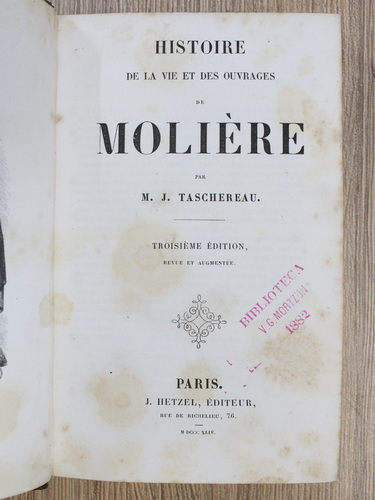 HISTOIRE
DE LA VIE ET DES OUVRAGES
DE
MOLIÈRE
PAR
M. J. TASCHEREAU.
TROISIÈME ÉDITION,
REVUE ET AUGMENTÉE.
BIBLIOTECA
V. G. MORTZUN
1882
PARIS.
J. HETZEL, ÉDITEUR,
RUE DE RICHELIEU, 76.
M DCCC XLIV.